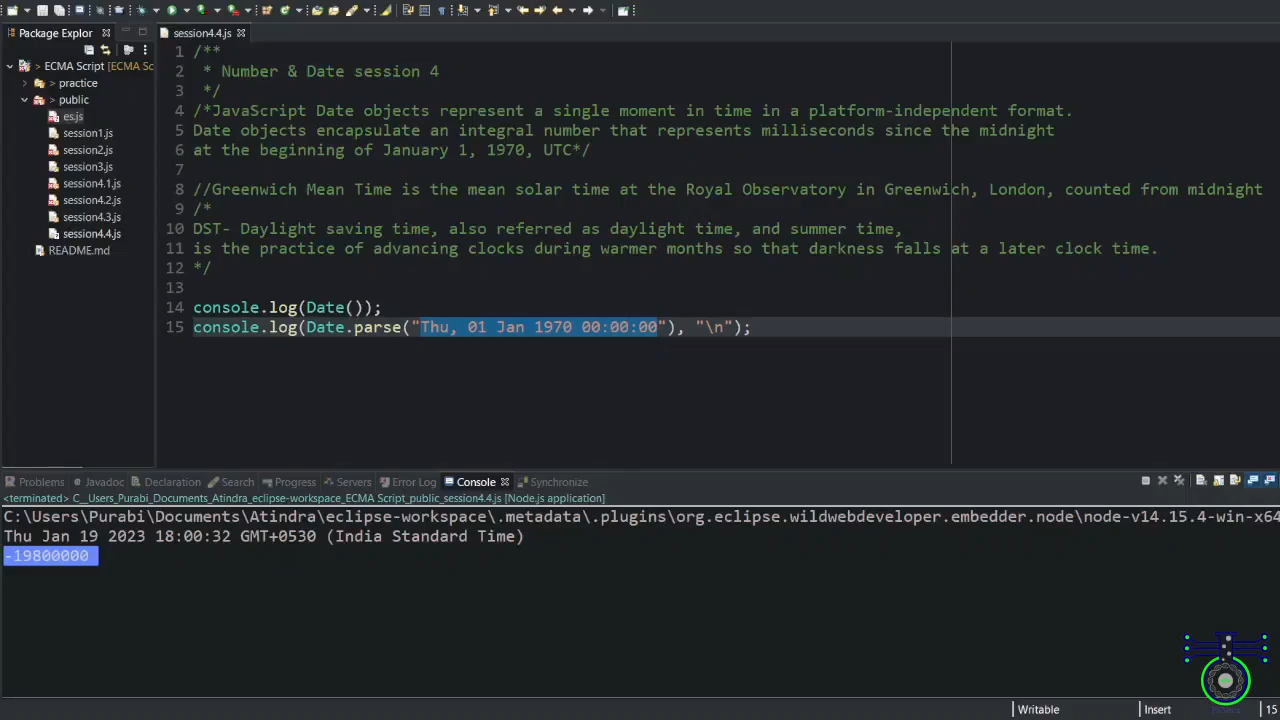 Package Explor
session4.4.js
> ECMA Script [ECMA Sc
> practice
> public
es.js
session1.js
session2.js
session3.js
session4.1.js
session4.2.js
session4.3.js
session4.4.js
README.md
1 /**
2 * Number & Date session 4
3 */
4 /*JavaScript Date objects represent a single moment in time in a platform-independent format.
5 Date objects encapsulate an integral number that represents milliseconds since the midnight
6 at the beginning of January 1, 1970, UTC*/
7
8 //Greenwich Mean Time is the mean solar time at the Royal Observatory in Greenwich, London, counted from midnight
9 /*
10 DST- Daylight saving time, also referred as daylight time, and summer time,
11 is the practice of advancing clocks during warmer months so that darkness falls at a later clock time.
12 */
13
14 console.log(Date());
15 console.log(Date.parse("Thu, 01 Jan 1970 00:00:00"), "\n");
Problems Javadoc Declaration Search Progress Servers Error Log Console Synchronize
<terminated> C__Users_Purabi_Documents_Atindra_eclipse-workspace_ECMA Script_public_session4.4.js [Node.js application]
C:\Users\Purabi\Documents\Atindra\eclipse-workspace\.metadata\.plugins\org.eclipse.wildwebdeveloper.embedder.node\node-v14.15.4-win-x64
Thu Jan 19 2023 18:00:32 GMT+0530 (India Standard Time)
-19800000
Writable Insert 15